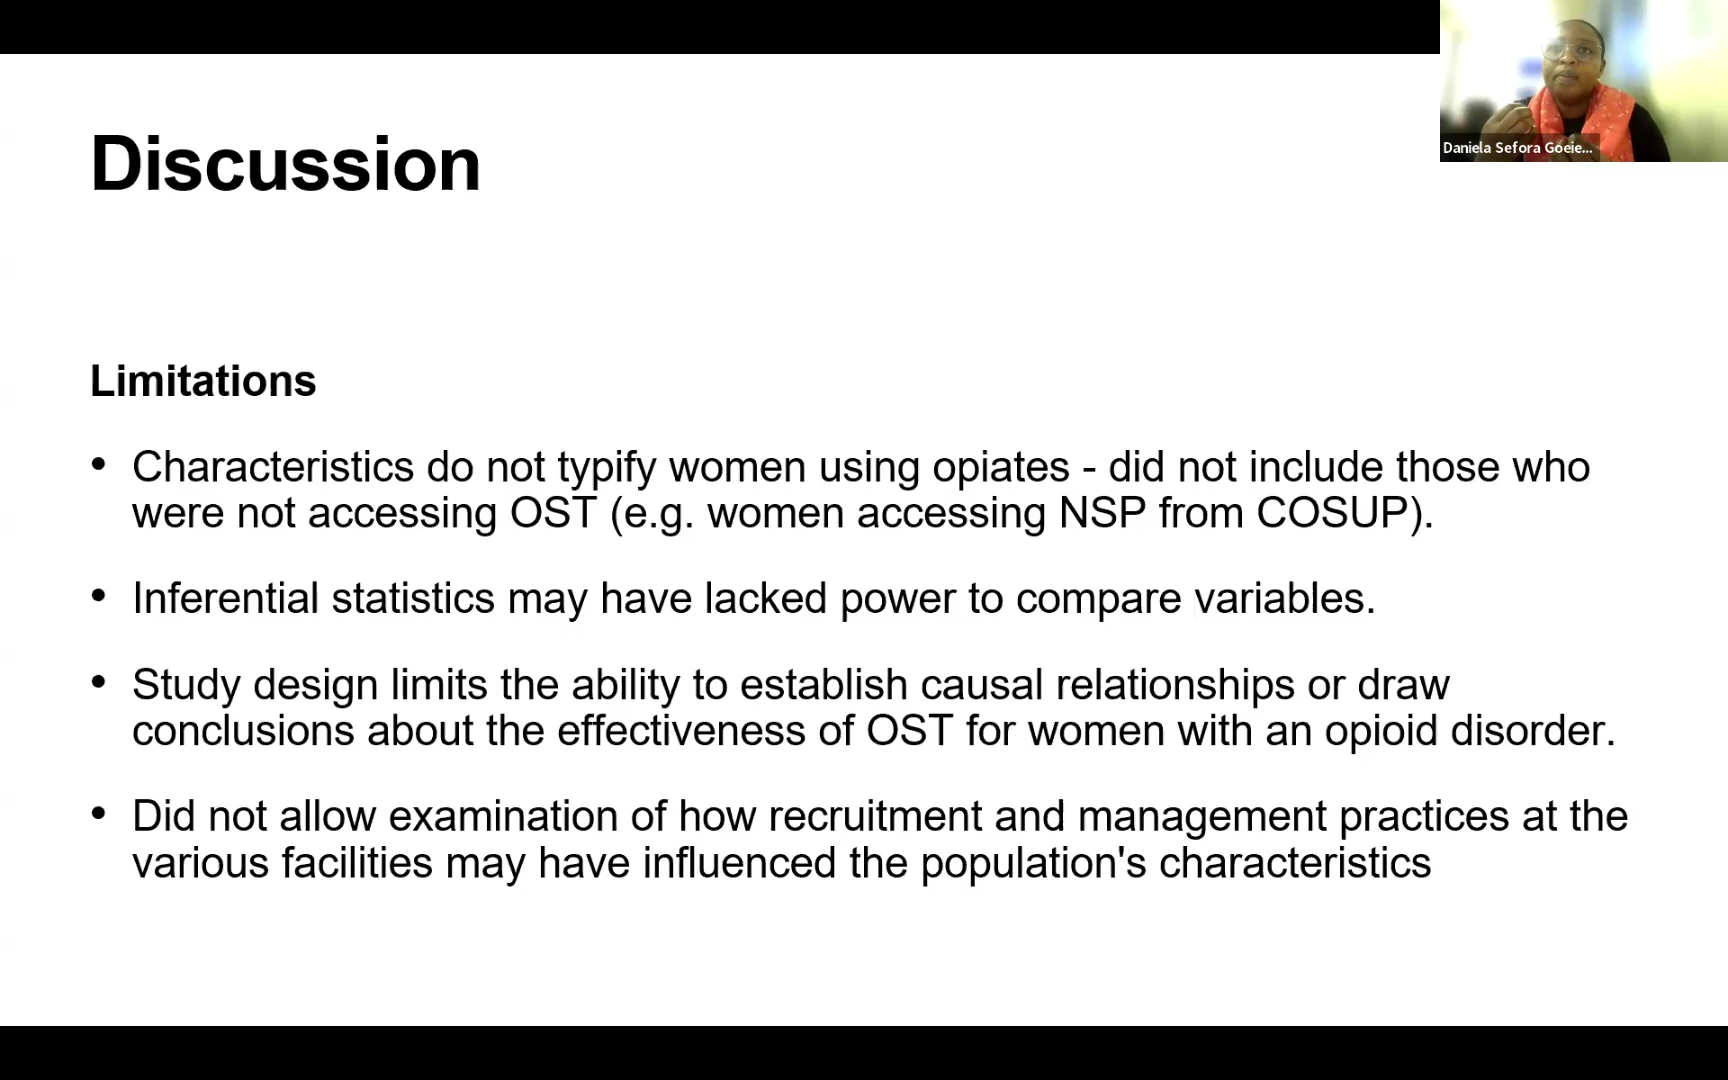 Daniela Sefora Goeie...
Discussion
Limitations
• Characteristics do not typify women using opiates - did not include those who
were not accessing OST (e.g. women accessing NSP from COSUP).
• Inferential statistics may have lacked power to compare variables.
• Study design limits the ability to establish causal relationships or draw
conclusions about the effectiveness of OST for women with an opioid disorder.
• Did not allow examination of how recruitment and management practices at the
various facilities may have influenced the population's characteristics